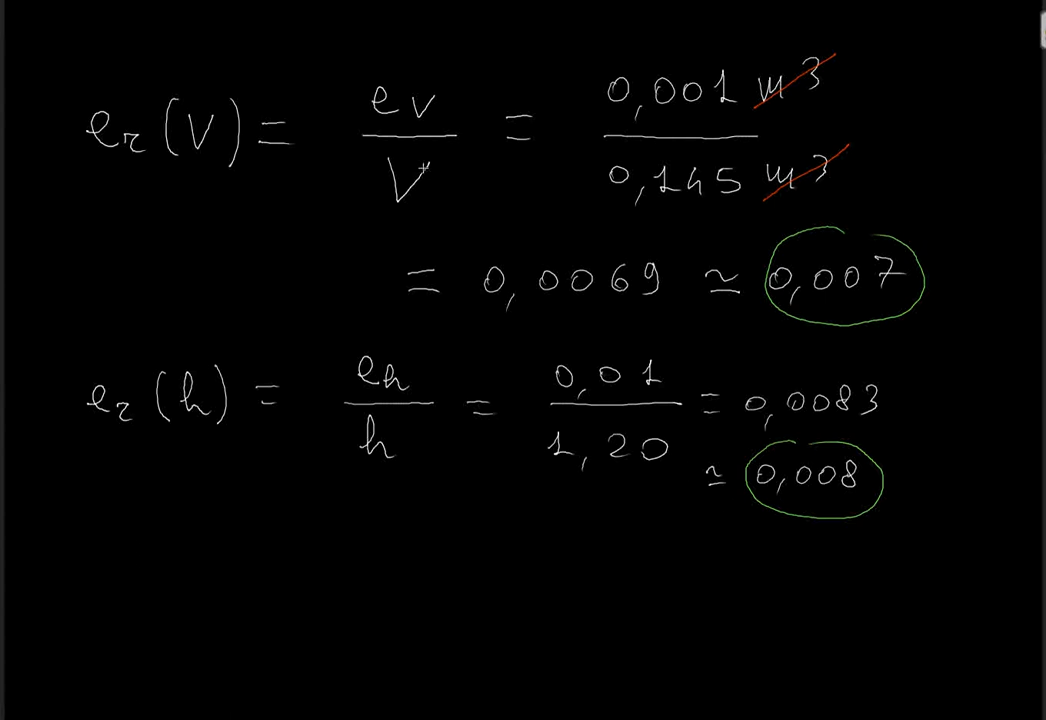 e_r (V) = e_V / V = 0,001 m³ / 0,145 m³
= 0,0069 ≃ 0,007
e_r (h) = e_h / h = 0,01 / 1,20 = 0,0083
≃ 0,008